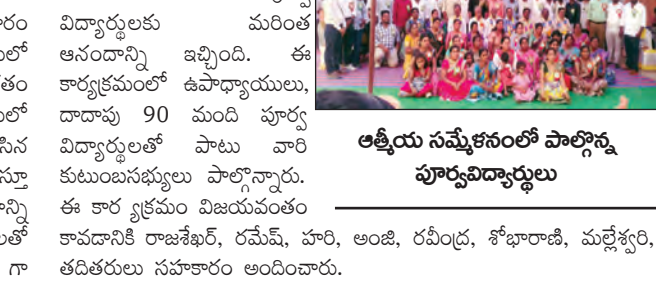 విద్యార్థులకు మరింత
ఆనందాన్ని ఇచ్చింది. ఈ
కార్యక్రమంలో ఉపాధ్యాయులు,
దాదాపు 90 మంది పూర్వ
విద్యార్థులతో పాటు వారి
కుటుంబసభ్యులు పాల్గొన్నారు.
ఈ కార ్యక్రమం విజయవంతం
కావడానికి రాజశేఖర్, రమేష్, హరి, అంజి, రవీంద్ర, శోభారాణి, మల్లేశ్వరి,
తదితరులు సహకారం అందించారు.
ఆత్మీయ సమ్మేళనంలో పాల్గొన్న
పూర్వవిద్యార్థులు